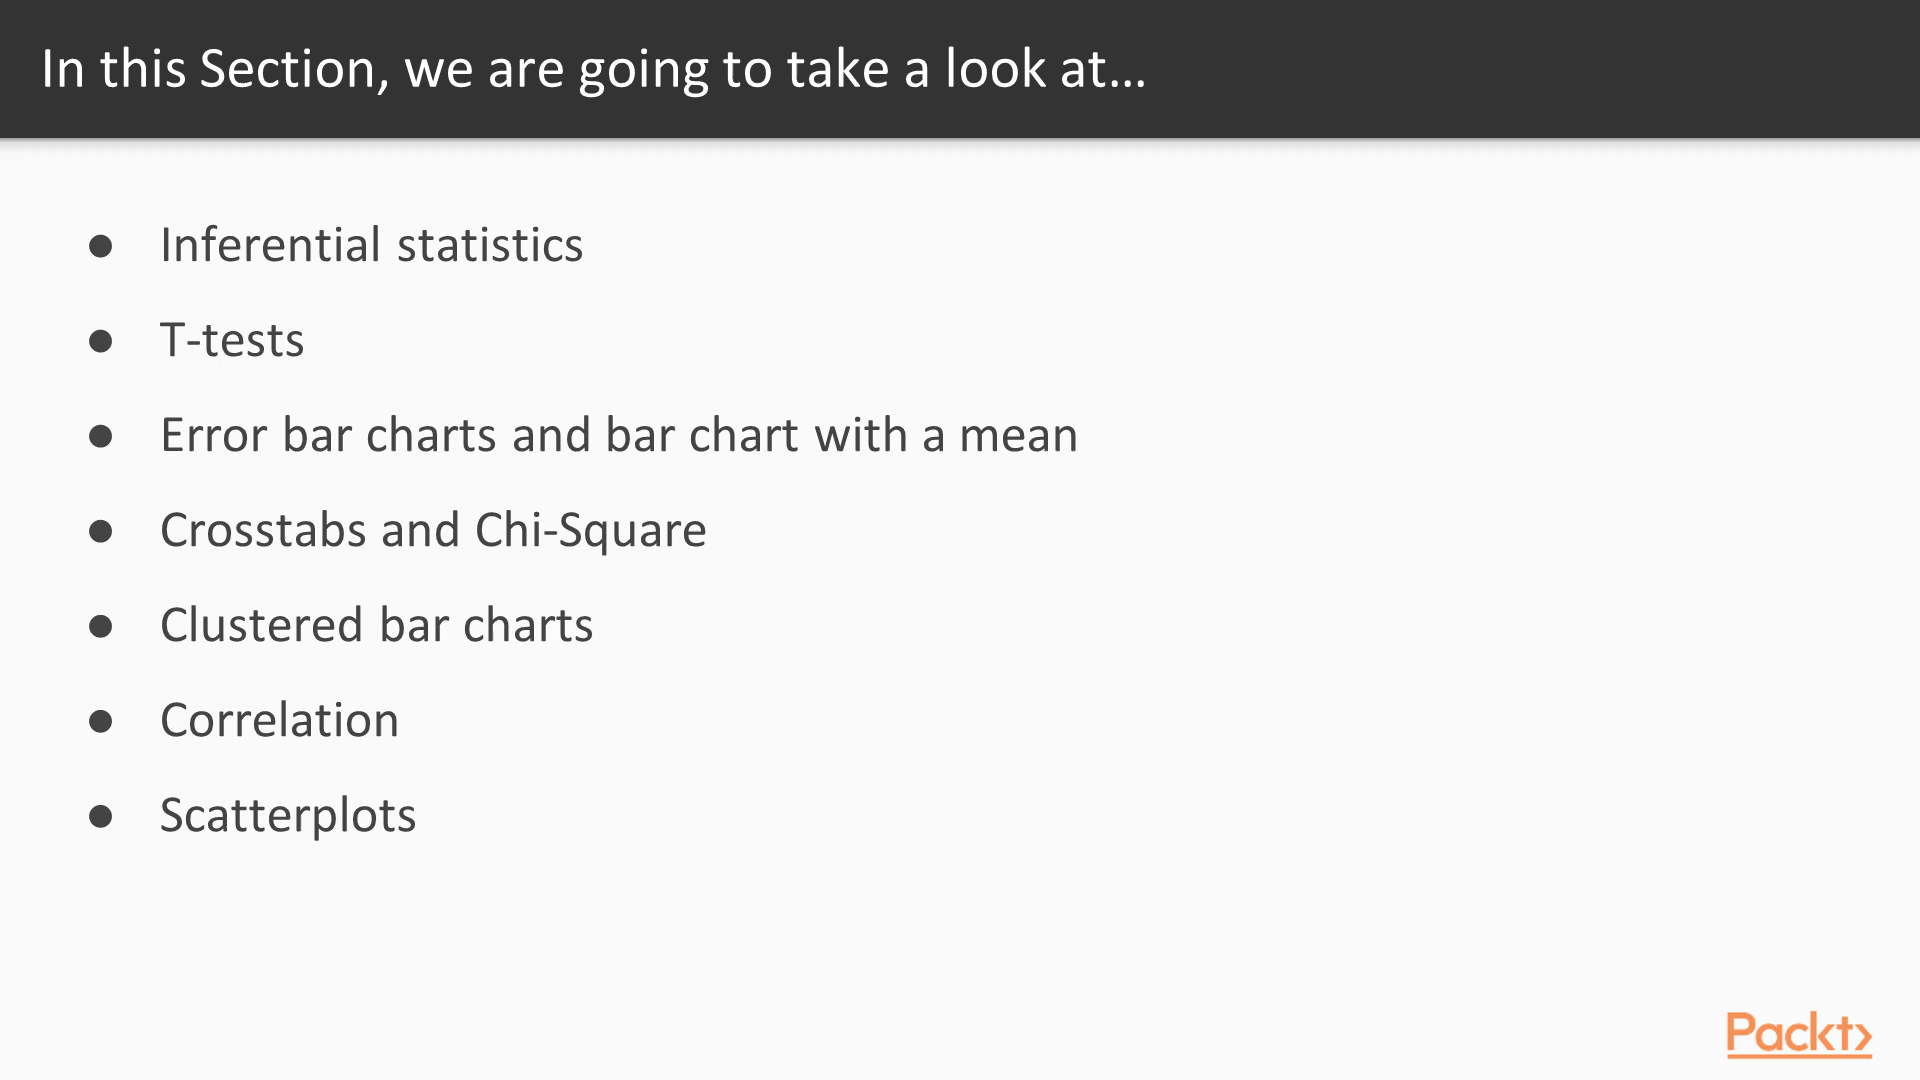 In this Section, we are going to take a look at...
● Inferential statistics
● T-tests
● Error bar charts and bar chart with a mean
● Crosstabs and Chi-Square
● Clustered bar charts
● Correlation
● Scatterplots
Packt>